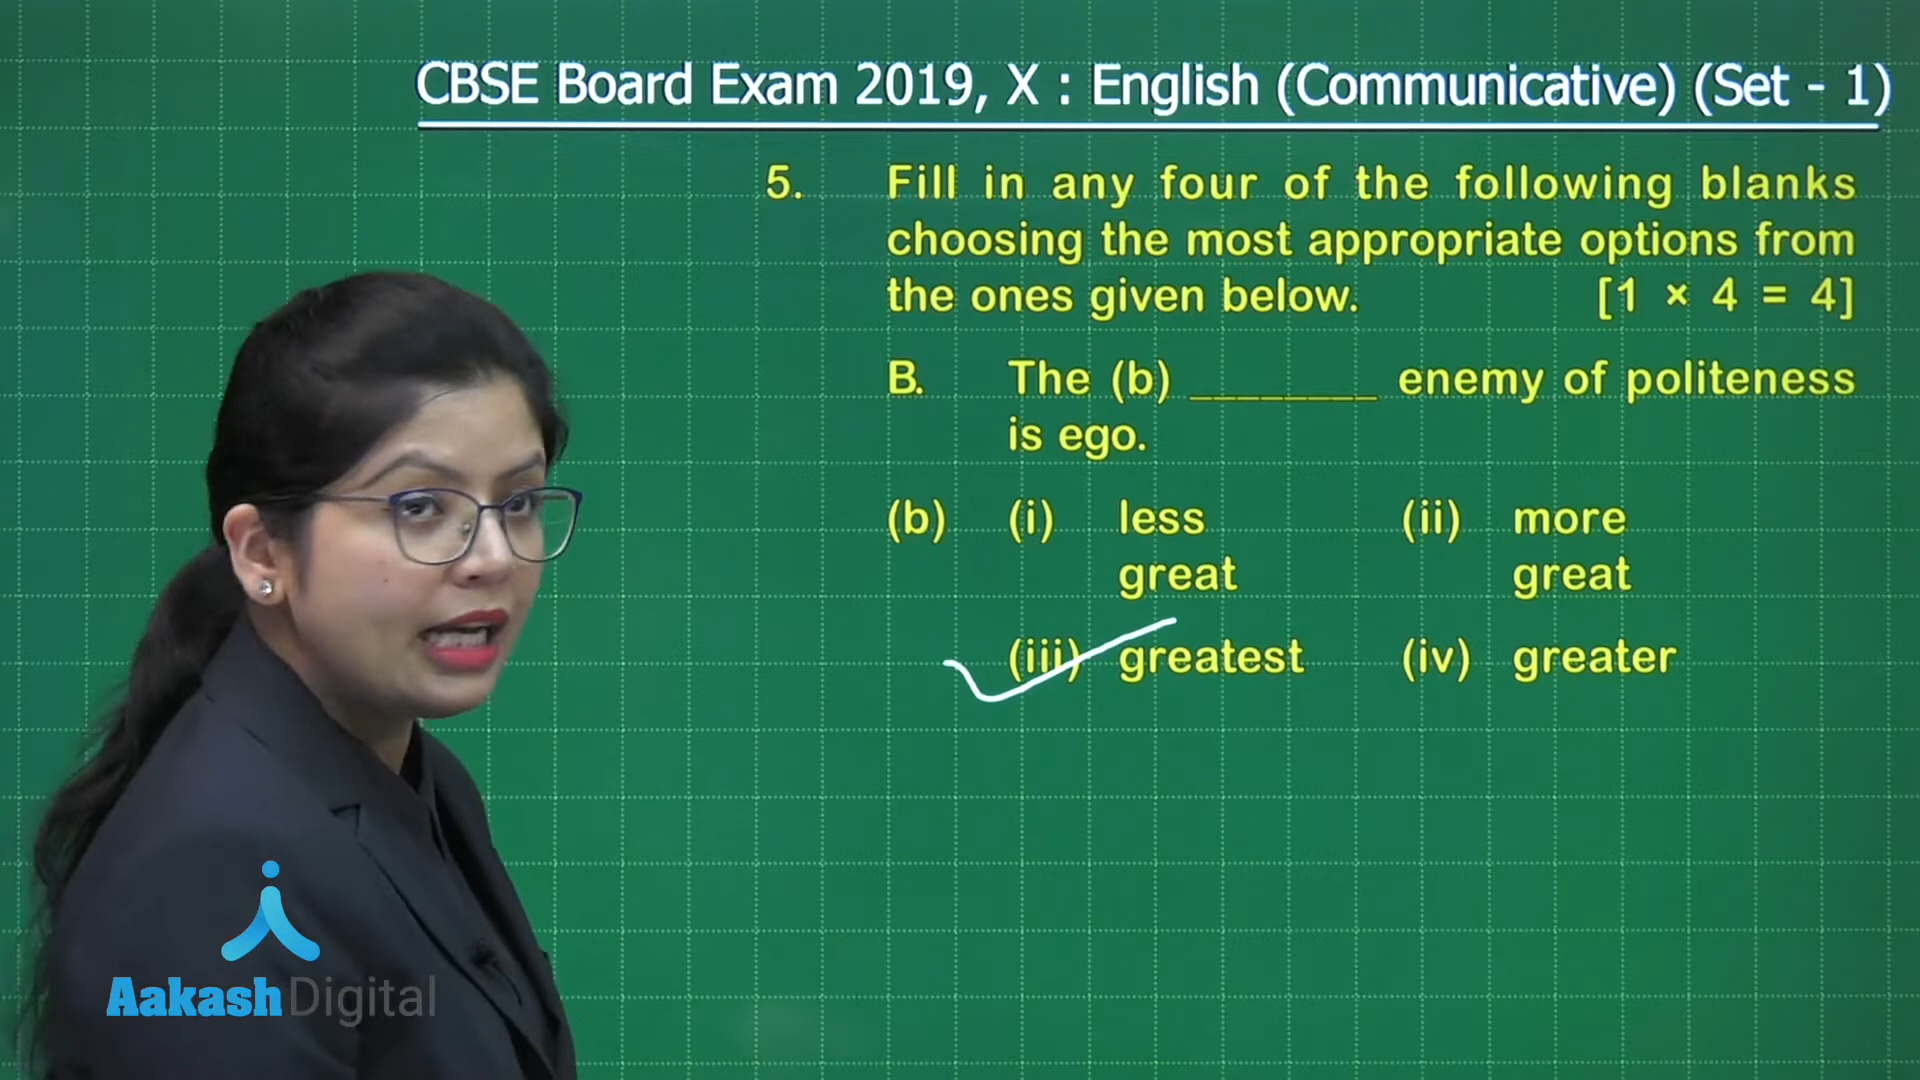 CBSE Board Exam 2019, X : English (Communicative) (Set - 1)
5. Fill in any four of the following blanks
choosing the most appropriate options from
the ones given below. [1 × 4 = 4]
B. The (b) ________ enemy of politeness
is ego.
(b) (i) less great (ii) more great
(iii) greatest (iv) greater
Aakash Digital